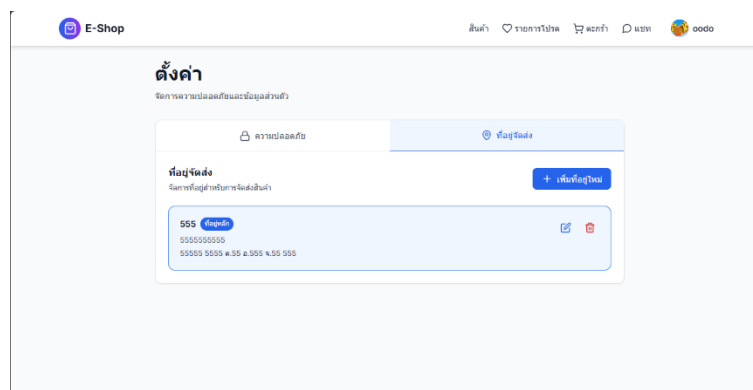 E-Shop
สินค้า รายการโปรด ตะกร้า แชท oodo
ตั้งค่า
จัดการความปลอดภัยและข้อมูลส่วนตัว
ความปลอดภัย ที่อยู่จัดส่ง
ที่อยู่จัดส่ง
จัดการที่อยู่สำหรับการจัดส่งสินค้า
+ เพิ่มที่อยู่ใหม่
555 ที่อยู่หลัก
5555555555
55555 5555 ต.55 อ.555 จ.55 555